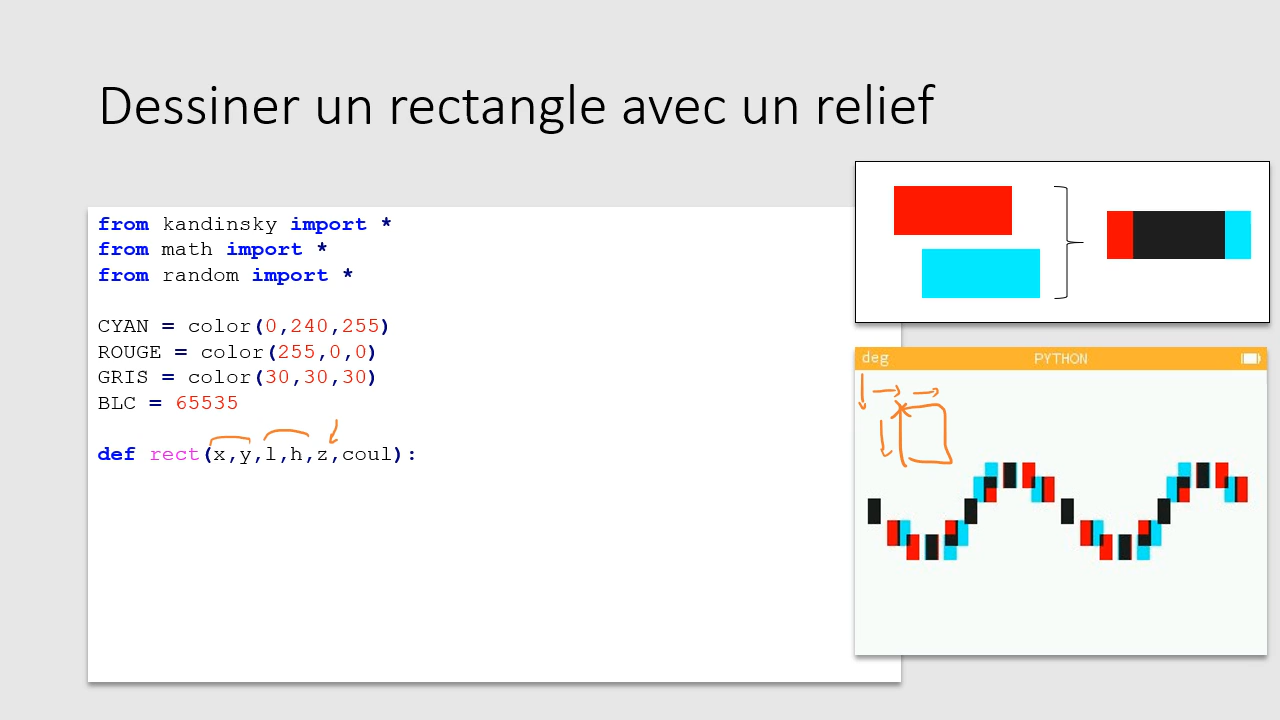 Dessiner un rectangle avec un relief
from kandinsky import *
from math import *
from random import *
CYAN = color(0,240,255)
ROUGE = color(255,0,0)
GRIS = color(30,30,30)
BLC = 65535
def rect(x,y,l,h,z,coul):
deg PYTHON